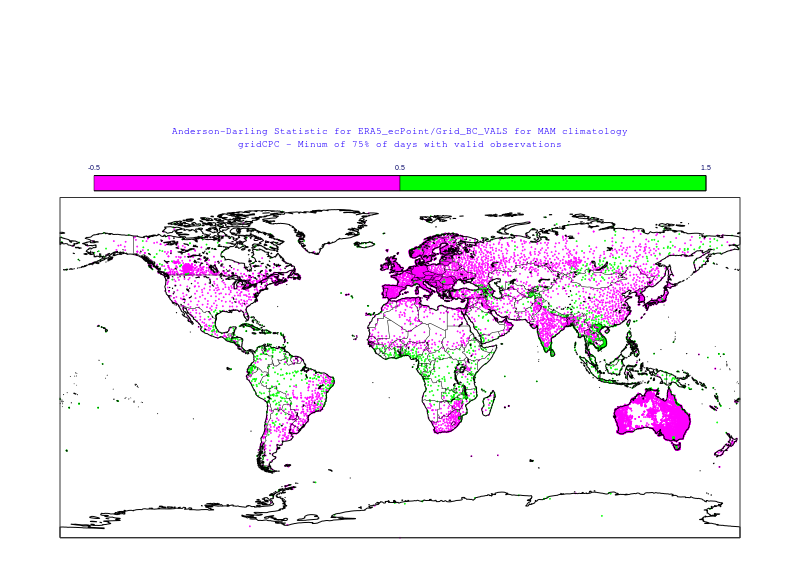 Anderson-Darling Statistic for ERA5_ecPoint/Grid_BC_VALS for MAM climatology
gridCPC - Minum of 75% of days with valid observations
-0.5 0.5 1.5